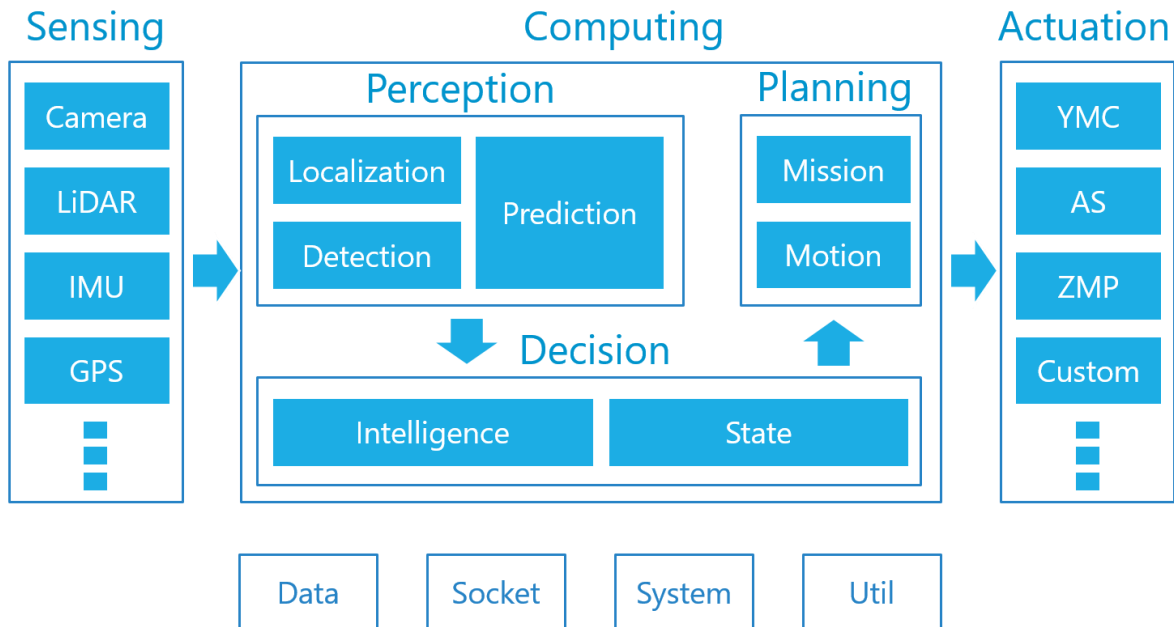 Sensing
Computing
Actuation
Camera
LiDAR
IMU
GPS
Perception
Localization
Detection
Prediction
Planning
Mission
Motion
Decision
Intelligence
State
YMC
AS
ZMP
Custom
Data
Socket
System
Util